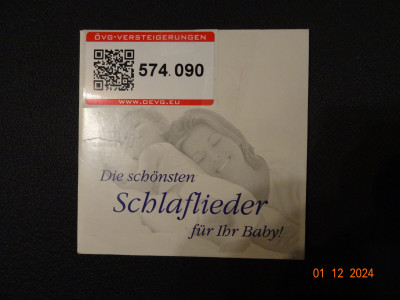 ÖVG-VERSTEIGERUNGEN
574.090
WWW.OEVG.EU
Die schönsten
Schlaflieder
für Ihr Baby!
01 12 2024